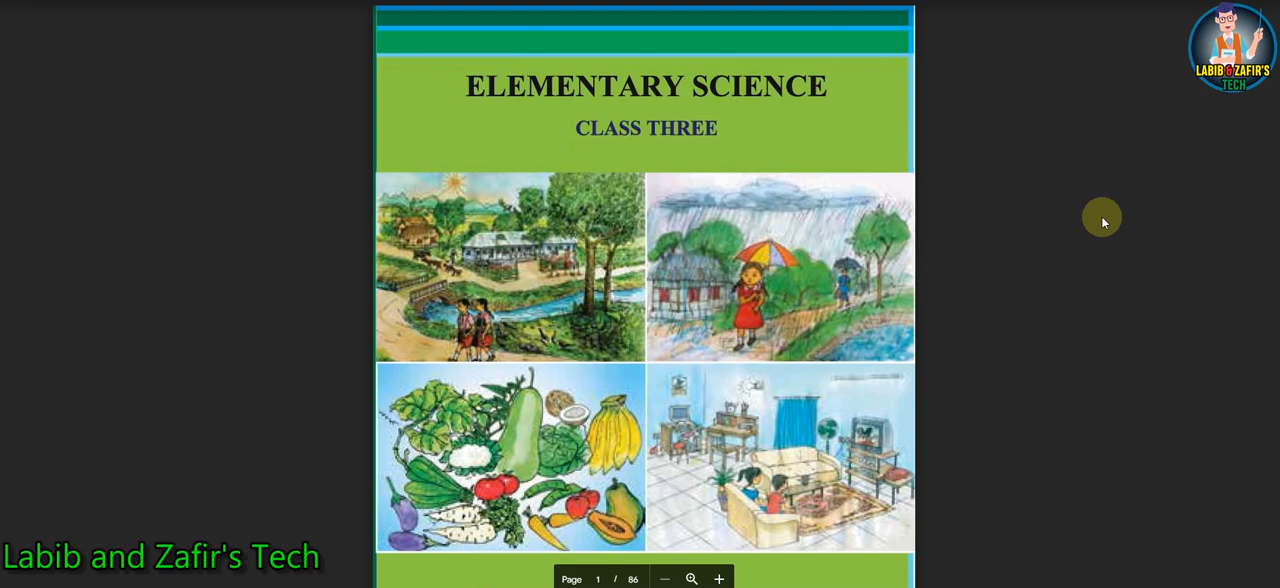 ELEMENTARY SCIENCE
CLASS THREE
LABIB & ZAFIR'S
TECH
Labib and Zafir's Tech
Page 1 / 86